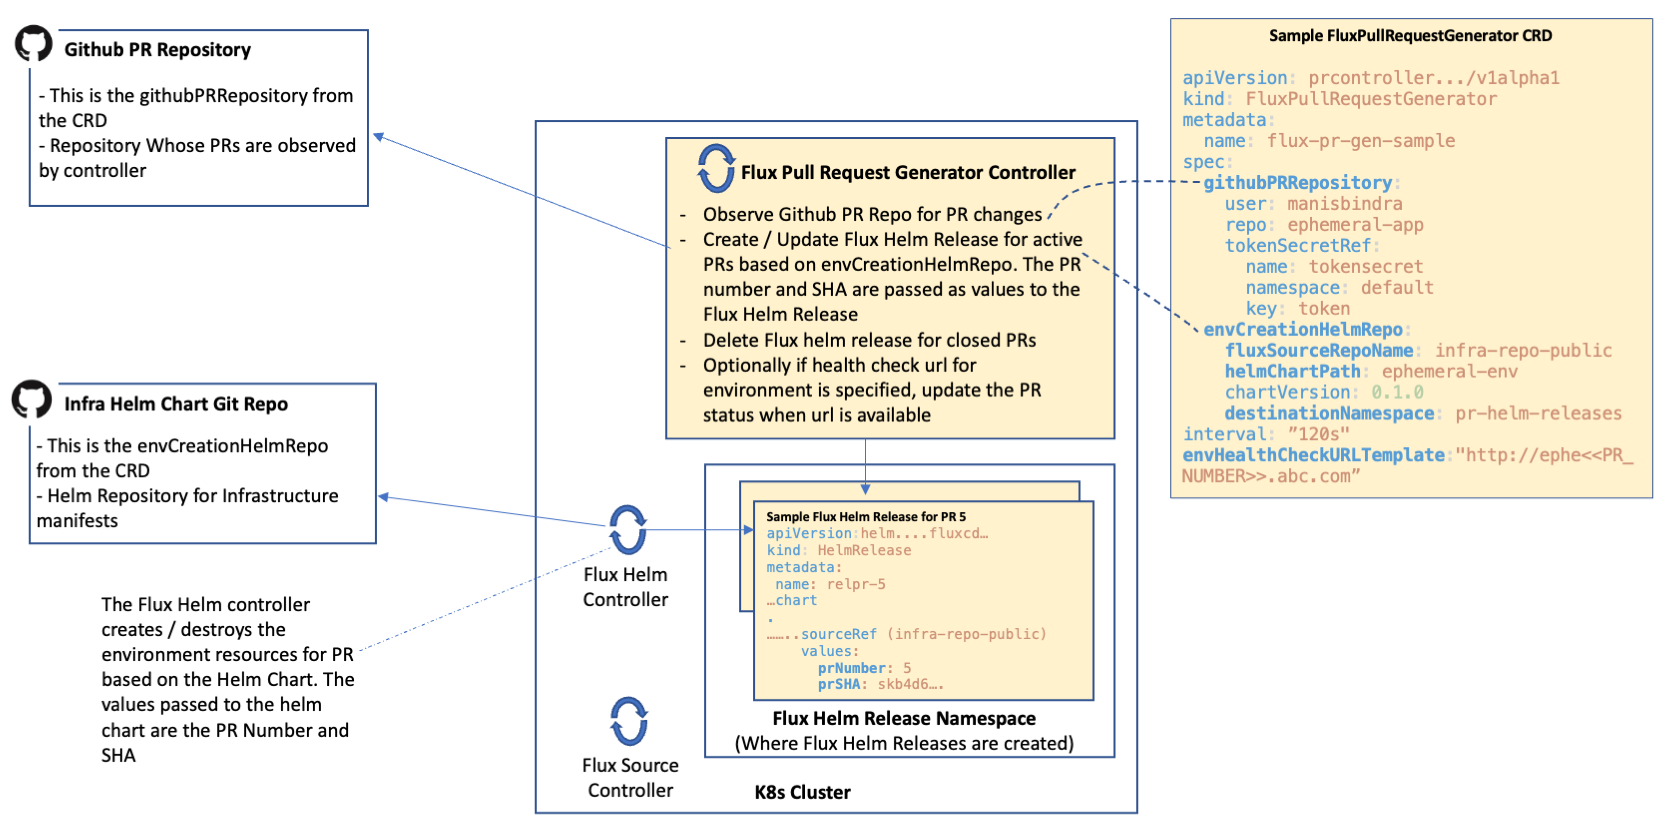 Github PR Repository
- This is the githubPRRepository from
the CRD
- Repository Whose PRs are observed
by controller
Infra Helm Chart Git Repo
- This is the envCreationHelmRepo
from the CRD
- Helm Repository for Infrastructure
manifests
The Flux Helm controller
creates / destroys the
environment resources for PR
based on the Helm Chart. The
values passed to the helm
chart are the PR Number and
SHA
Flux Pull Request Generator Controller
- Observe Github PR Repo for PR changes
- Create / Update Flux Helm Release for active
PRs based on envCreationHelmRepo. The PR
number and SHA are passed as values to the
Flux Helm Release
- Delete Flux helm release for closed PRs
- Optionally if health check url for
environment is specified, update the PR
status when url is available
Flux Helm
Controller
Flux Source
Controller
Sample Flux Helm Release for PR 5
apiVersion:helm....fluxcd…
kind: HelmRelease
metadata:
name: relpr-5
…chart
.
……..sourceRef (infra-repo-public)
values:
prNumber: 5
prSHA: skb4d6….
Flux Helm Release Namespace
(Where Flux Helm Releases are created)
K8s Cluster
Sample FluxPullRequestGenerator CRD
apiVersion: prcontroller.../v1alpha1
kind: FluxPullRequestGenerator
metadata:
name: flux-pr-gen-sample
spec:
githubPRRepository:
user: manisbindra
repo: ephemeral-app
tokenSecretRef:
name: tokensecret
namespace: default
key: token
envCreationHelmRepo:
fluxSourceRepoName: infra-repo-public
helmChartPath: ephemeral-env
chartVersion: 0.1.0
destinationNamespace: pr-helm-releases
interval: ”120s"
envHealthCheckURLTemplate:"http://ephe<<PR_
NUMBER>>.abc.com”